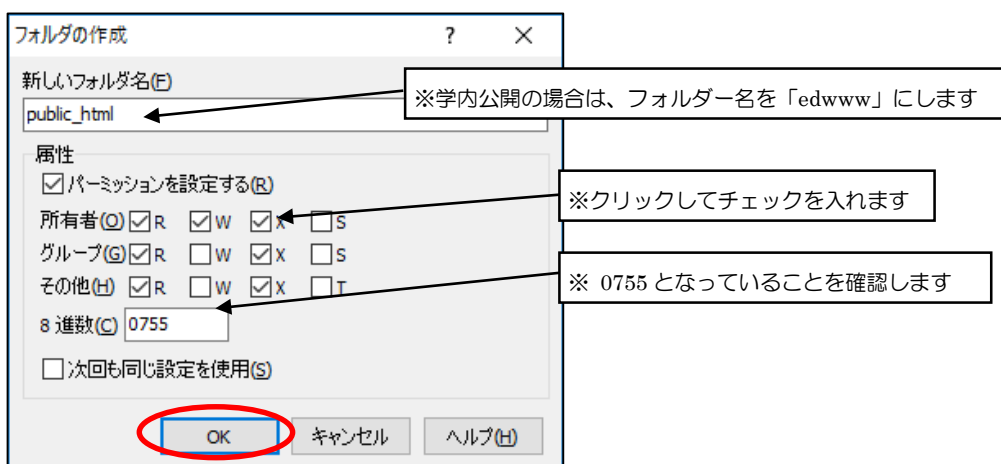 フォルダの作成 ?
新しいフォルダ名(F)
※学内公開の場合は、フォルダー名を「edwww」にします
public_html
属性
パーミッションを設定する(R)
※クリックしてチェックを入れます
所有者(O) R W X S
グループ(G) R W X S
その他(H) R W X T
※ 0755 となっていることを確認します
8進数(C) 0755
次回も同じ設定を使用(S)
OK キャンセル ヘルプ(H)